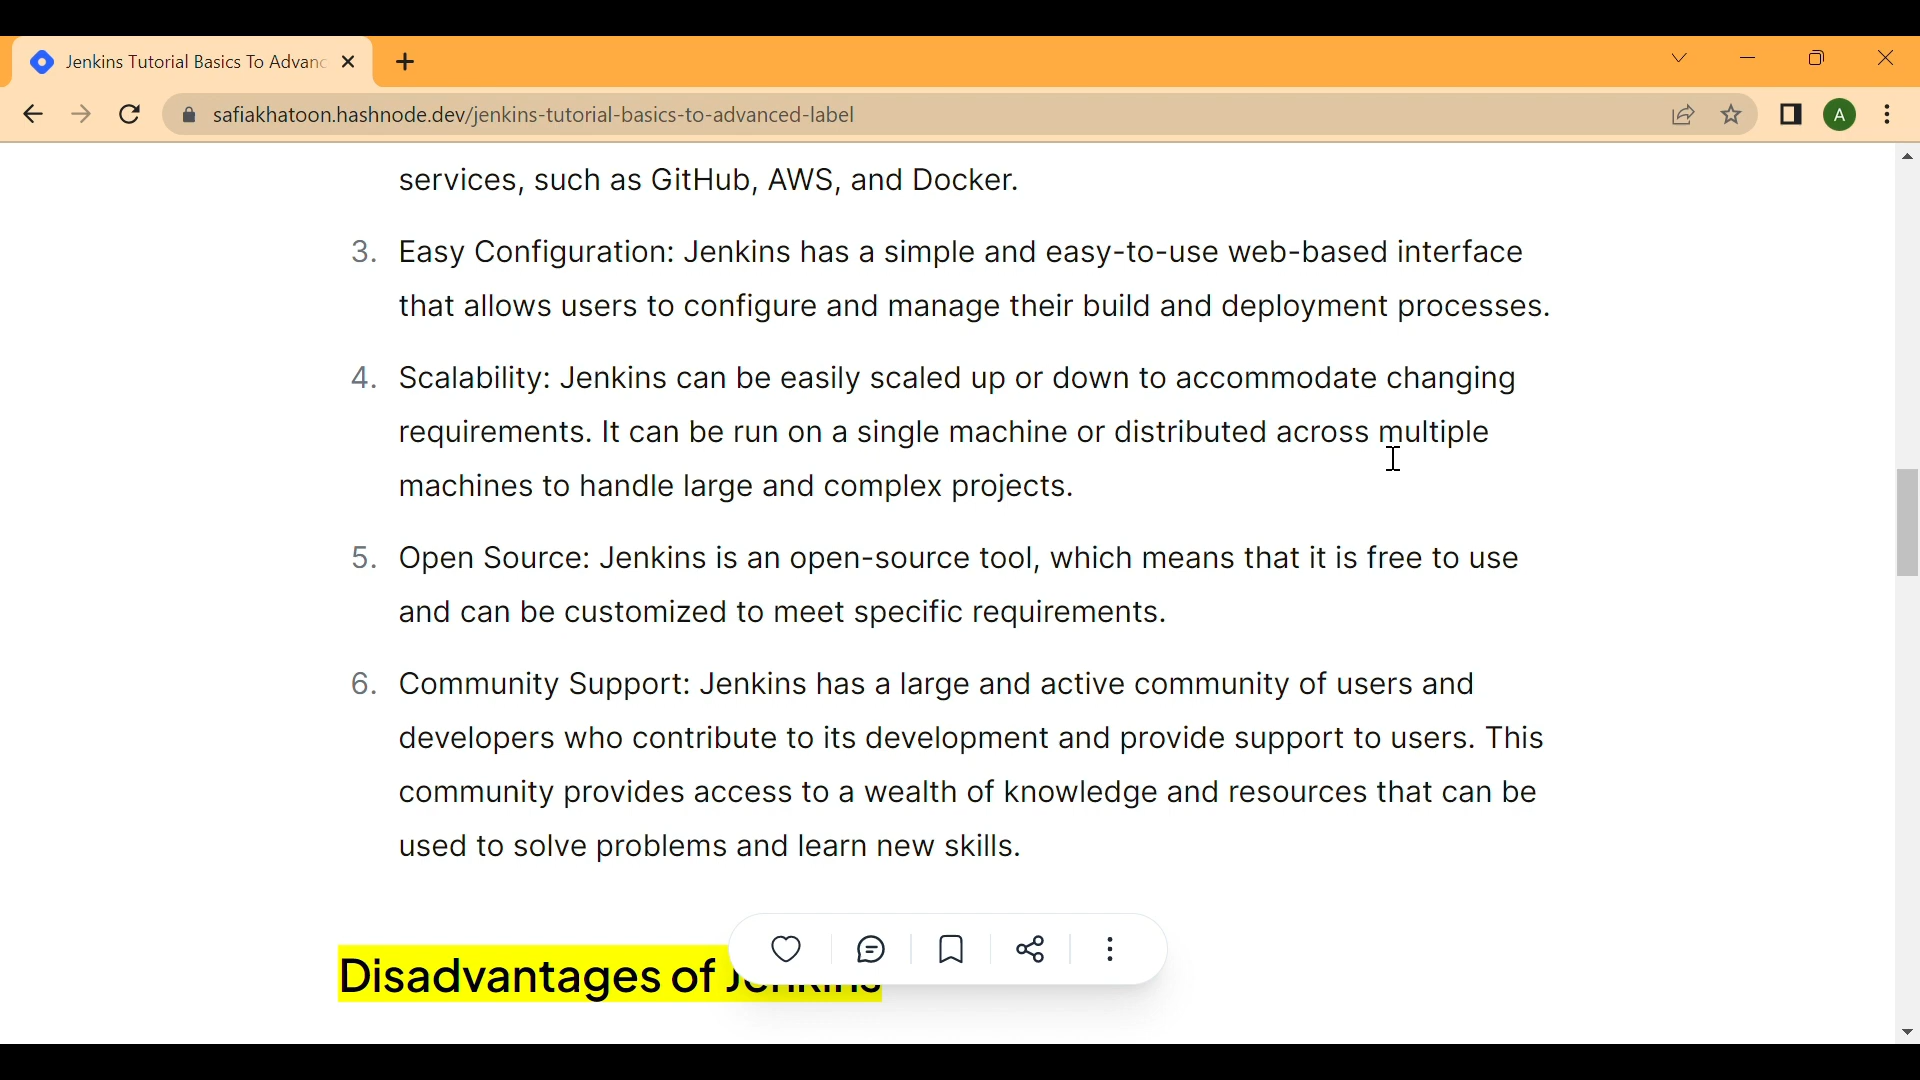 Jenkins Tutorial Basics To Advanc
safiakhatoon.hashnode.dev/jenkins-tutorial-basics-to-advanced-label
A
services, such as GitHub, AWS, and Docker.
3. Easy Configuration: Jenkins has a simple and easy-to-use web-based interface
that allows users to configure and manage their build and deployment processes.
4. Scalability: Jenkins can be easily scaled up or down to accommodate changing
requirements. It can be run on a single machine or distributed across multiple
machines to handle large and complex projects.
5. Open Source: Jenkins is an open-source tool, which means that it is free to use
and can be customized to meet specific requirements.
6. Community Support: Jenkins has a large and active community of users and
developers who contribute to its development and provide support to users. This
community provides access to a wealth of knowledge and resources that can be
used to solve problems and learn new skills.
Disadvantages of Jenkins